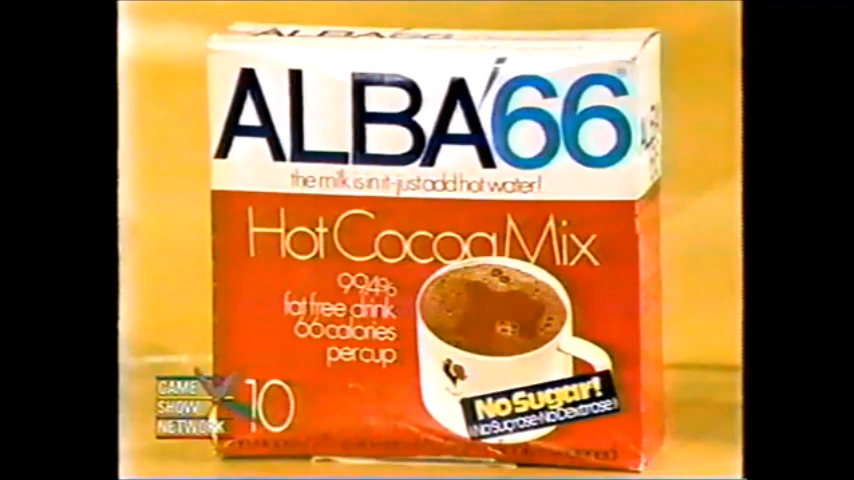 ALBA'66
the milk is in it-just add hot water!
Hot Cocoa Mix
99.4%
fat free drink
66 calories
per cup
No Sugar!
(No Sucrose-No Dextrose)
10
GAME
SHOW
NETWORK